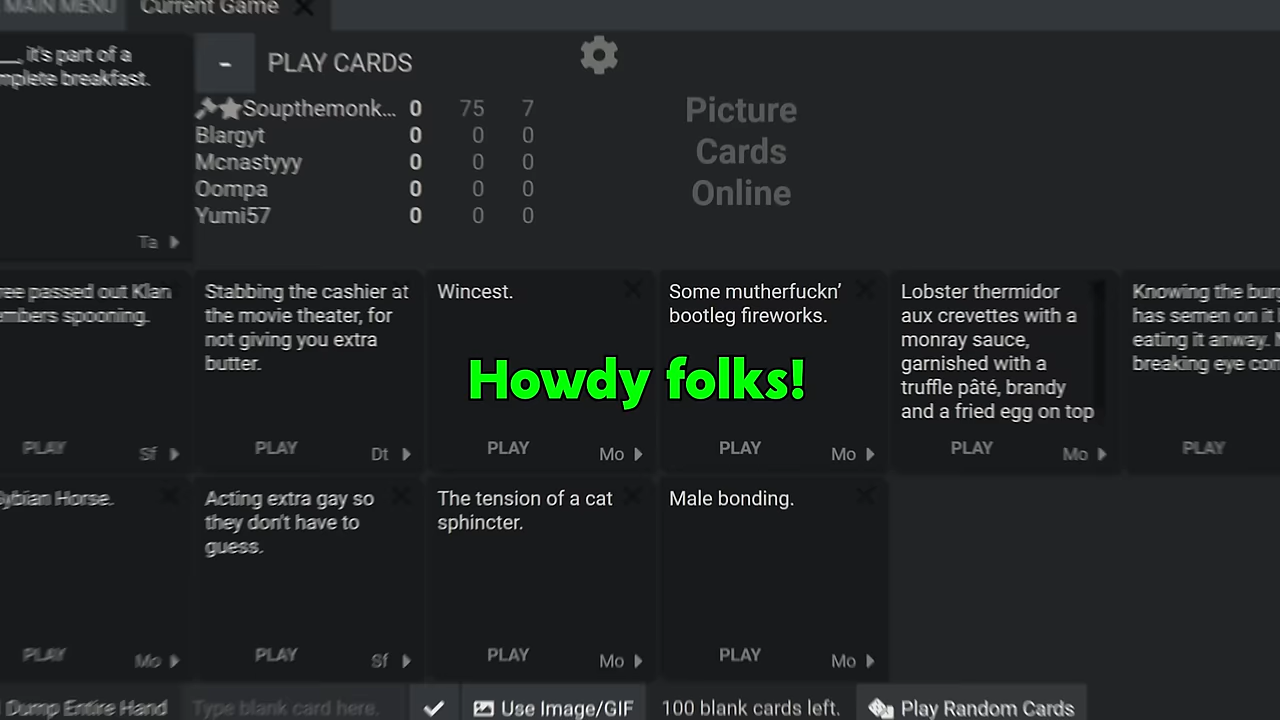 MAIN MENU
Current Game
__, it's part of a
mplete breakfast.
Ta
-
PLAY CARDS
Soupthemonk... 0 75 7
Blargyt 0 0 0
Mcnastyyy 0 0 0
Oompa 0 0 0
Yumi57 0 0 0
Picture
Cards
Online
ree passed out Klan
embers spooning.
PLAY
Sf
Stabbing the cashier at
the movie theater, for
not giving you extra
butter.
PLAY
Dt
Wincest.
PLAY
Mo
Some mutherfuckn'
bootleg fireworks.
PLAY
Mo
Lobster thermidor
aux crevettes with a
monray sauce,
garnished with a
truffle pâté, brandy
and a fried egg on top
PLAY
Mo
Knowing the bur
has semen on it
eating it anway.
breaking eye con
PLAY
Howdy folks!
Sybian Horse.
PLAY
Mo
Acting extra gay so
they don't have to
guess.
PLAY
Sf
The tension of a cat
sphincter.
PLAY
Mo
Male bonding.
PLAY
Mo
Dump Entire Hand
Type blank card here.
Use Image/GIF
100 blank cards left.
Play Random Cards